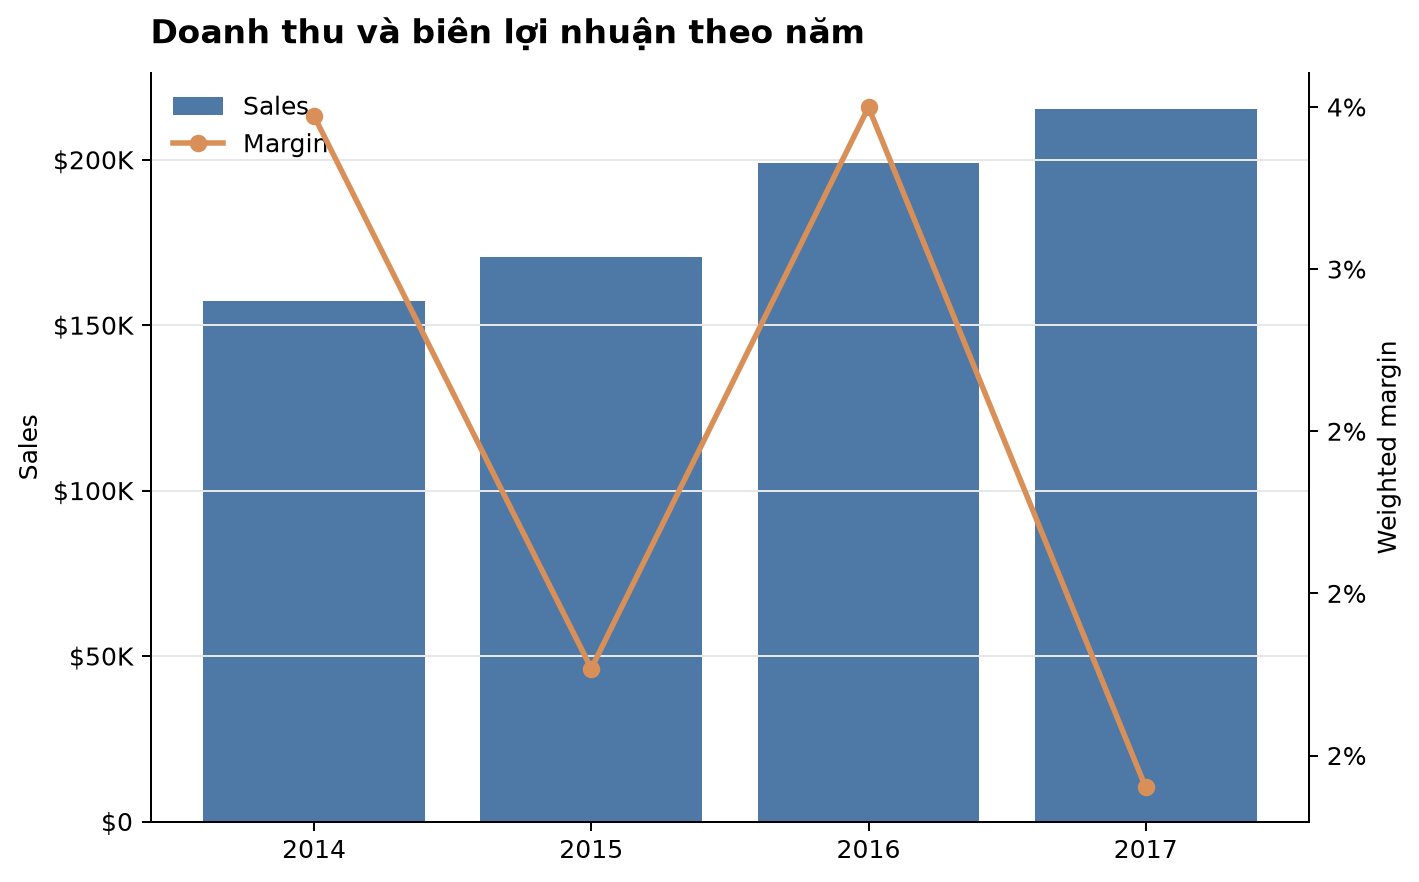 Doanh thu và biên lợi nhuận theo năm
Sales
Margin
$200K
$150K
$100K
$50K
$0
Sales
4%
3%
2%
2%
2%
Weighted margin
2014
2015
2016
2017